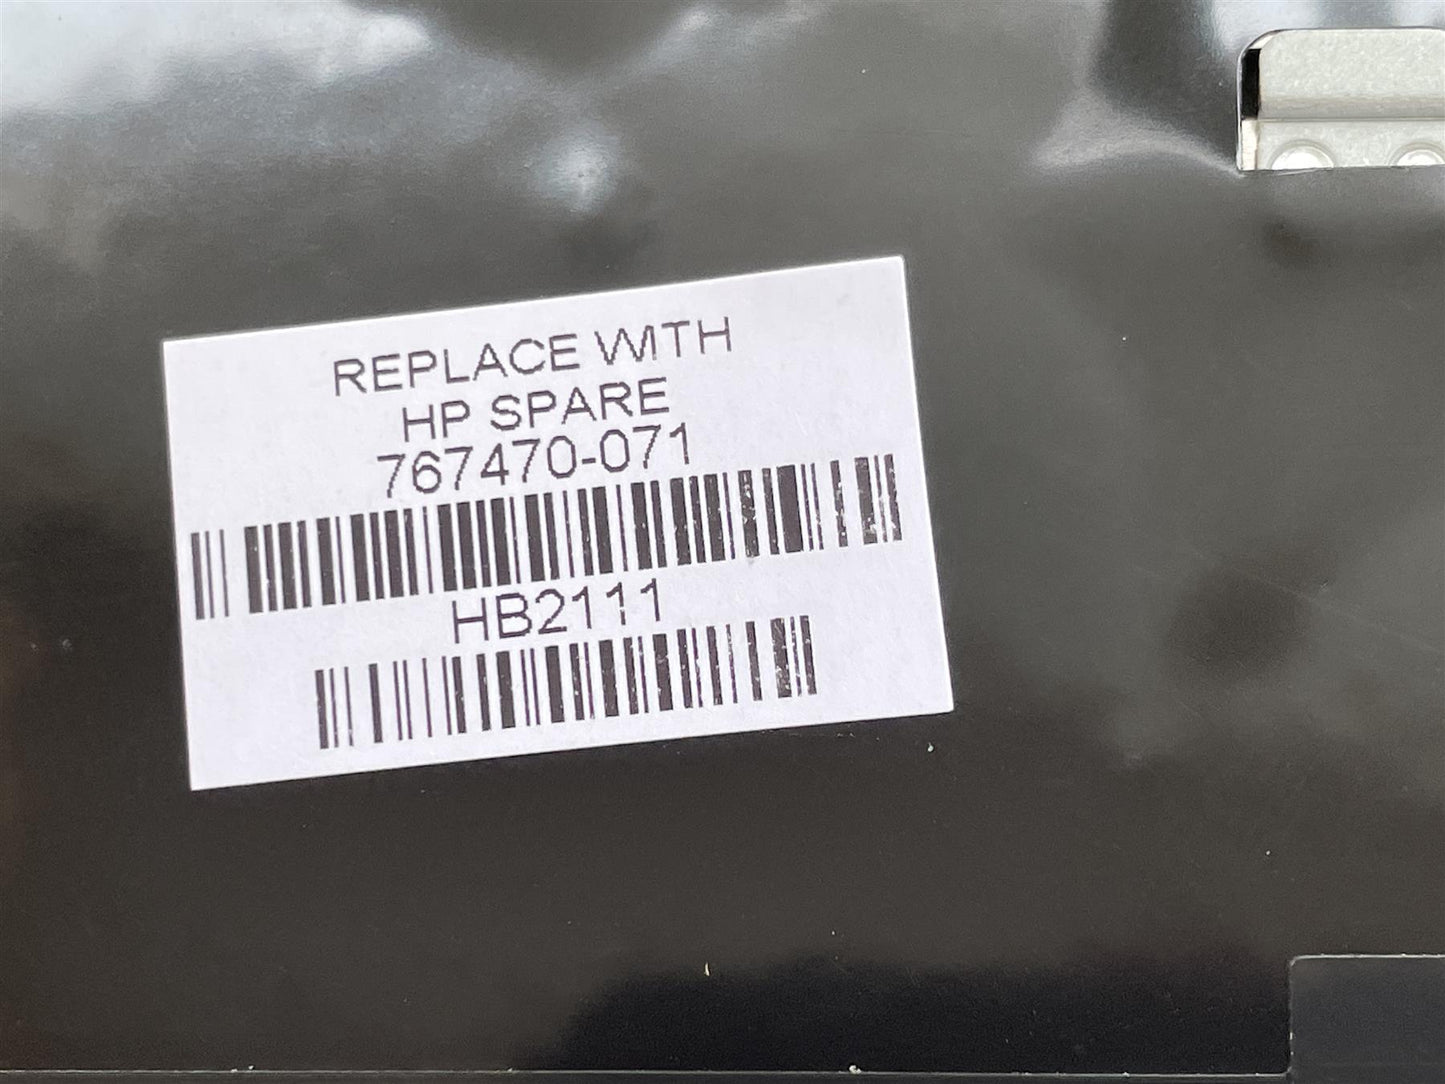 REPLACE WITH
HP SPARE
767470-071
HB2111